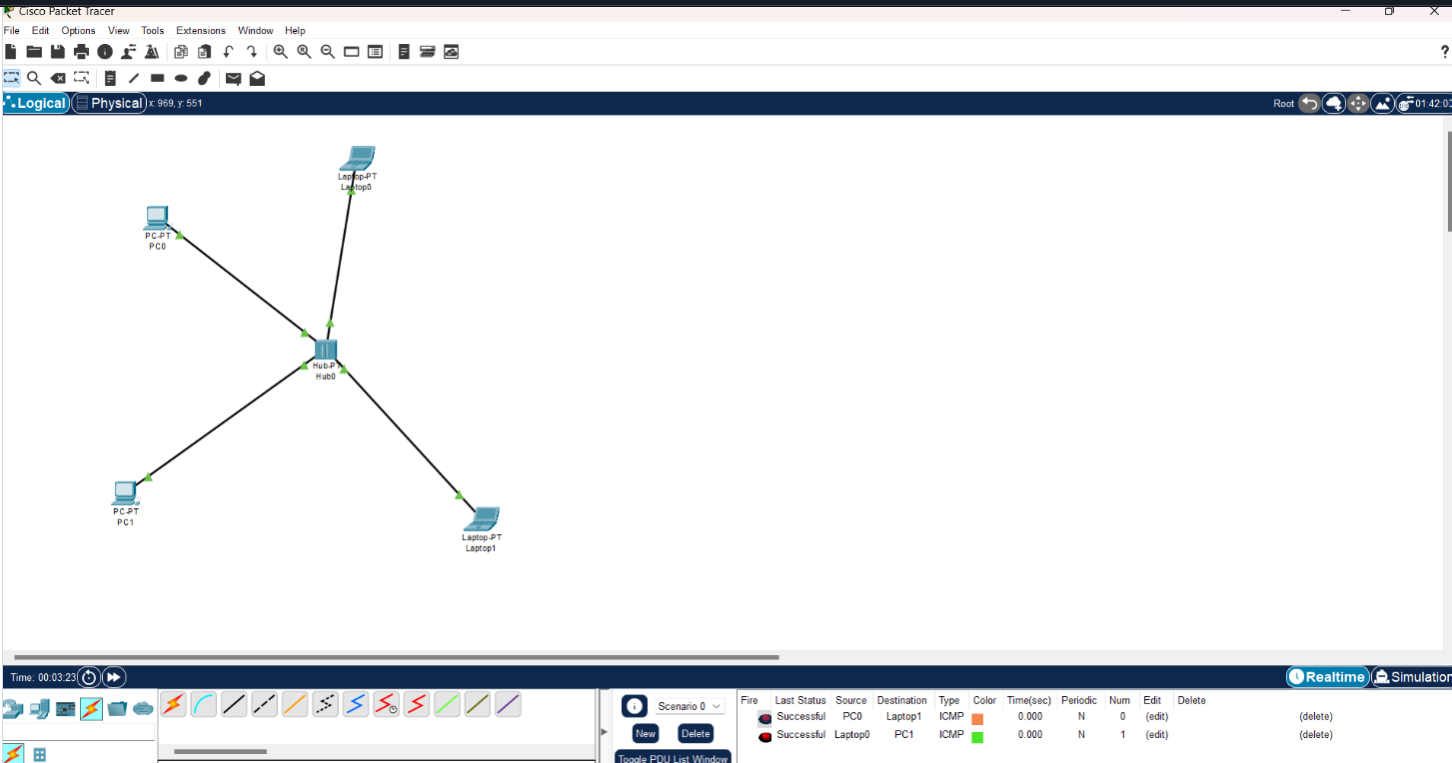 Cisco Packet Tracer
File Edit Options View Tools Extensions Window Help
?
Logical Physical x: 969, y: 551 Root 01:42:00
Laptop-PT
Laptop0
PC-PT
PC0
Hub-PT
Hub0
PC-PT
PC1
Laptop-PT
Laptop1
Time: 00:03:23 Realtime Simulation
Scenario 0 Fire Last Status Source Destination Type Color Time(sec) Periodic Num Edit Delete
Successful PC0 Laptop1 ICMP 0.000 N 0 (edit) (delete)
New Delete Successful Laptop0 PC1 ICMP 0.000 N 1 (edit) (delete)
Toggle PDU List Window